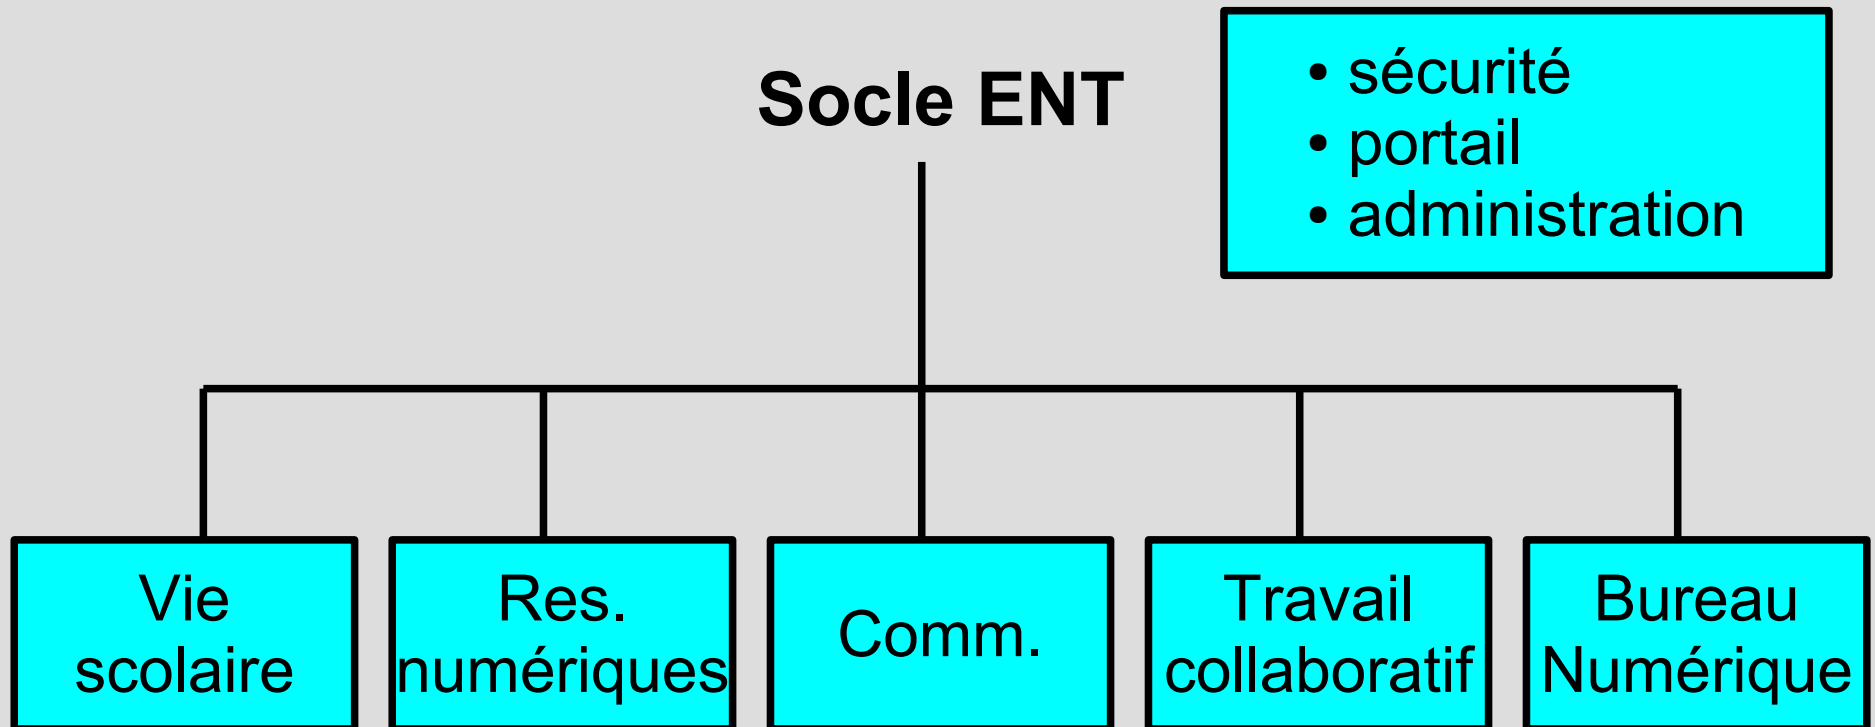 Socle ENT
• sécurité
• portail
• administration
Vie
scolaire
Res.
numériques
Comm.
Travail
collaboratif
Bureau
Numérique